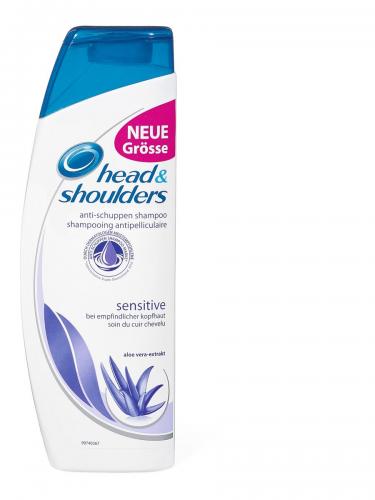 NEUE
Grösse
head&
shoulders
anti-schuppen shampoo
shampooing antipelliculaire
sensitive
bei empfindlicher kopfhaut
soin du cuir chevelu
aloe vera-extrakt